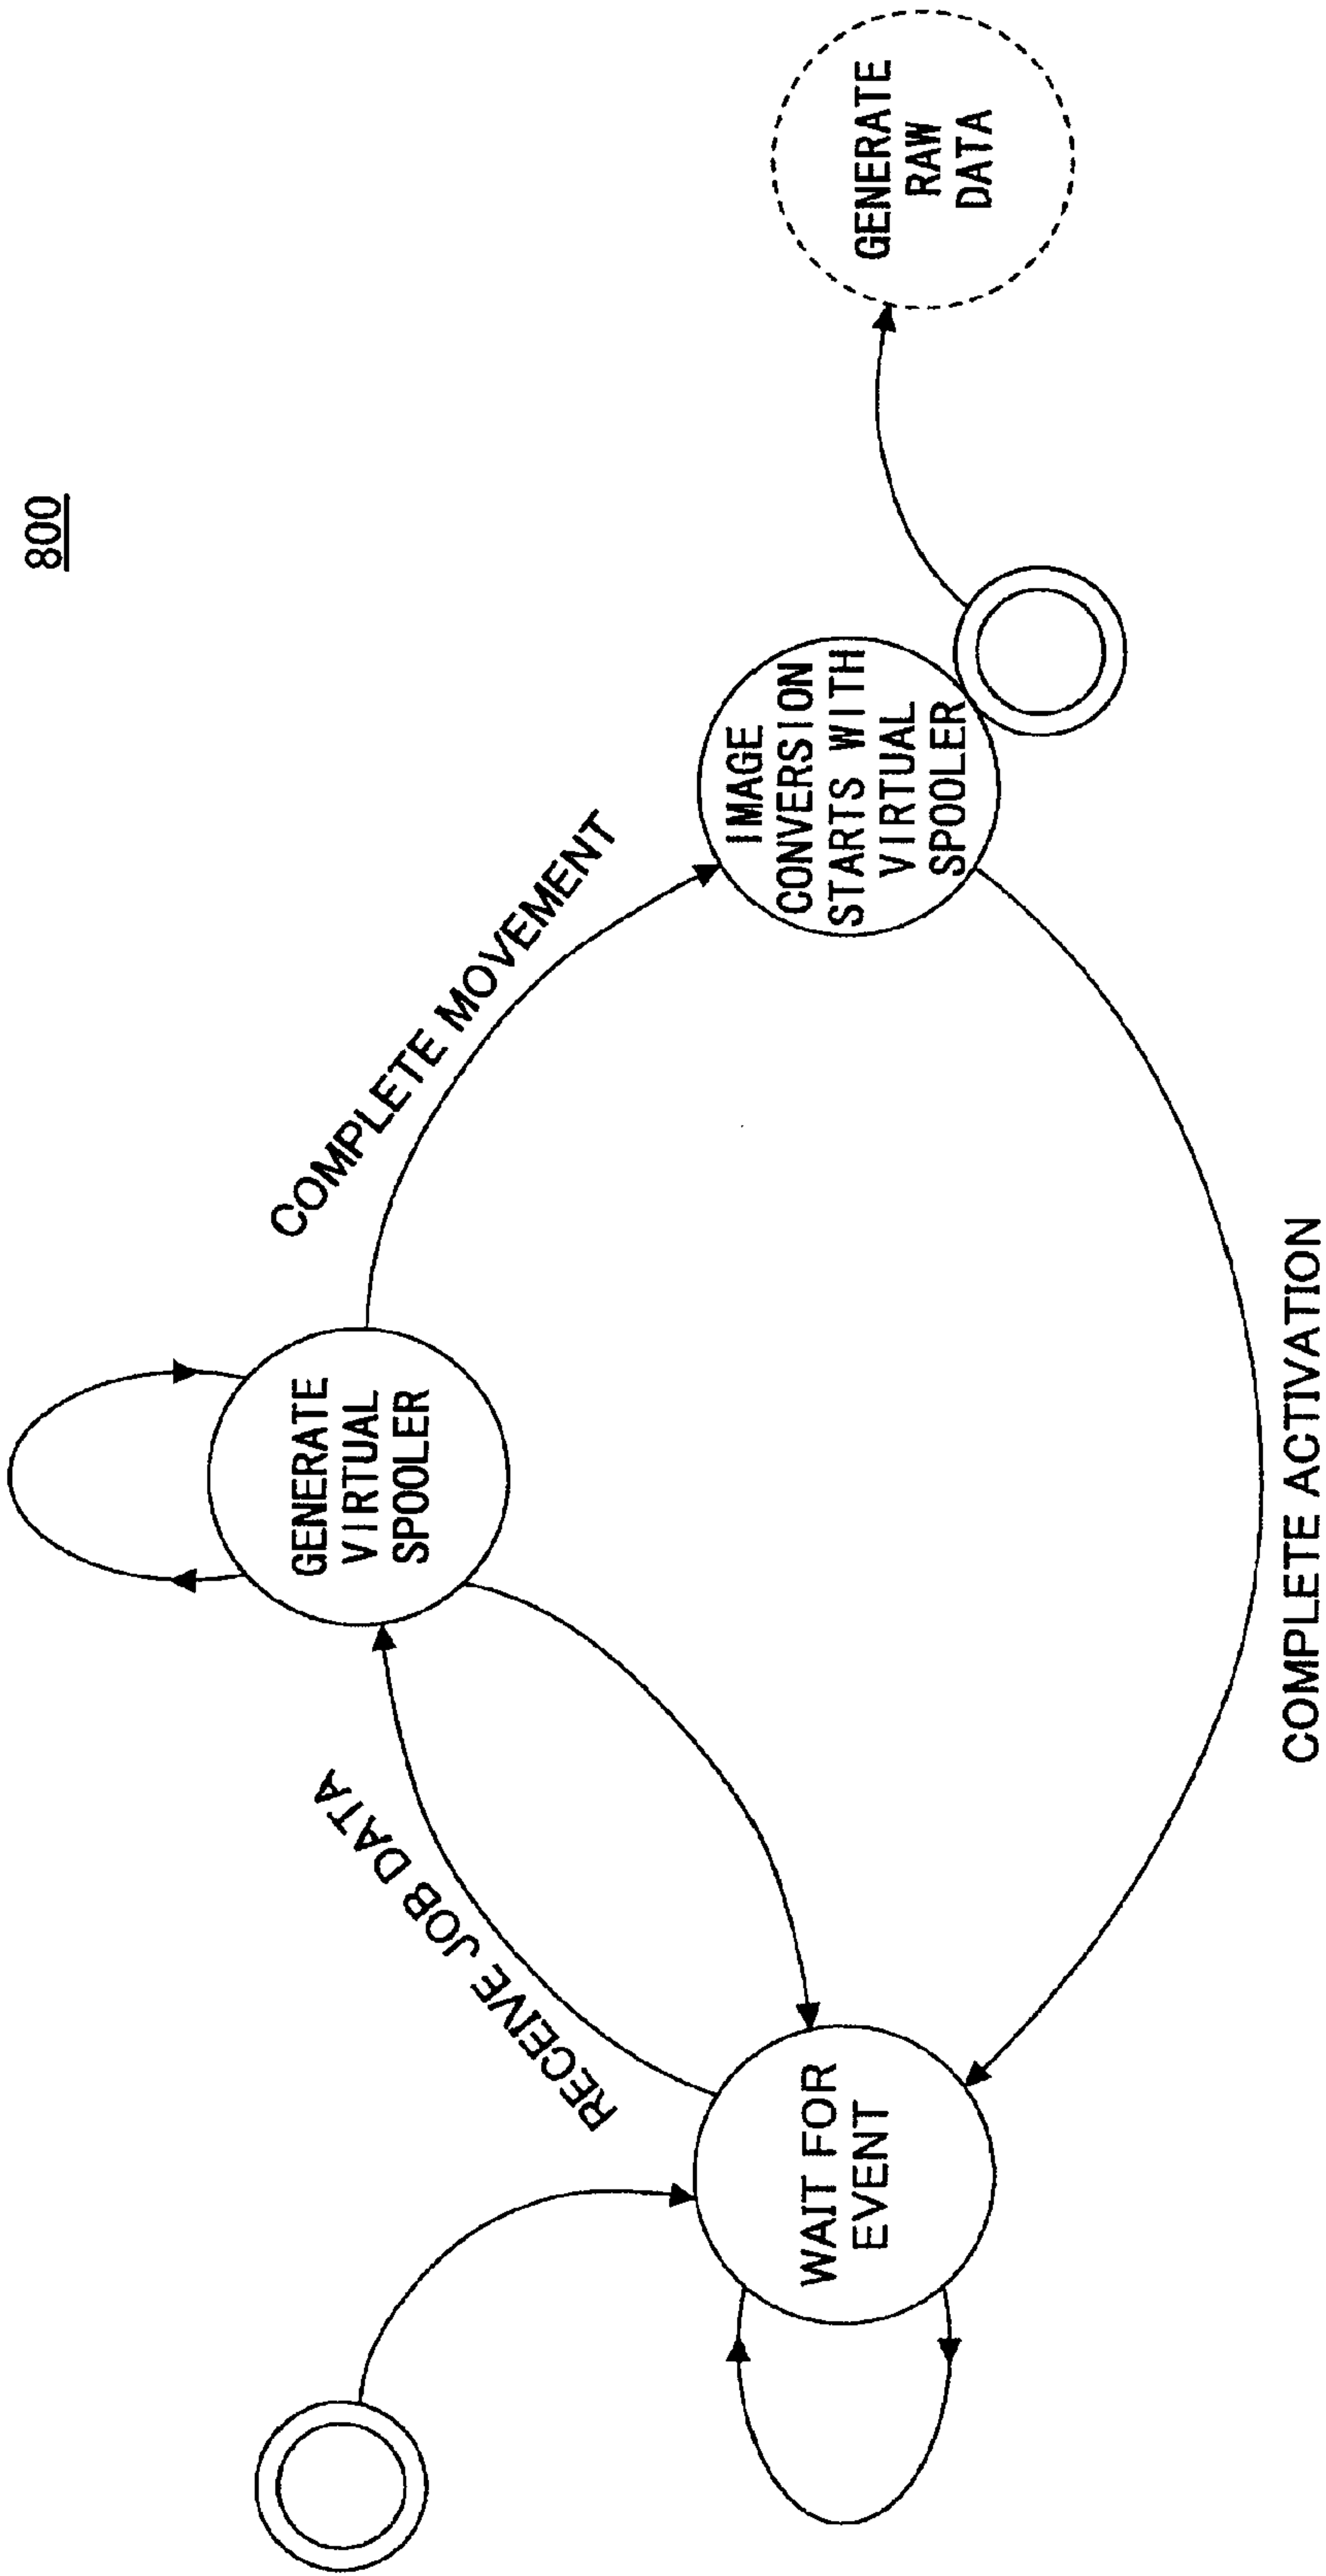 800
RECEIVE JOB DATA
GENERATE
VIRTUAL
SPOOLER
COMPLETE MOVEMENT
WAIT FOR
EVENT
IMAGE
CONVERSION
STARTS WITH
VIRTUAL
SPOOLER
GENERATE
RAW
DATA
COMPLETE ACTIVATION